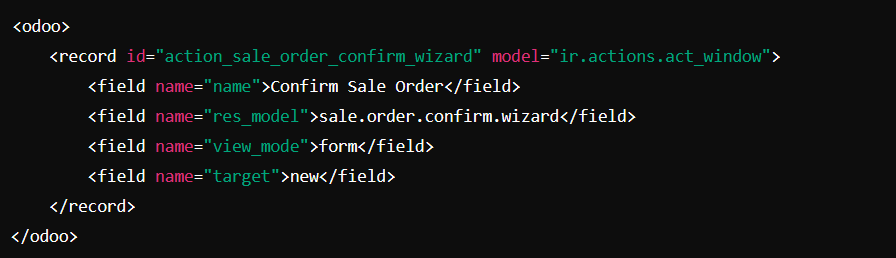 <odoo>
    <record id="action_sale_order_confirm_wizard" model="ir.actions.act_window">
        <field name="name">Confirm Sale Order</field>
        <field name="res_model">sale.order.confirm.wizard</field>
        <field name="view_mode">form</field>
        <field name="target">new</field>
    </record>
</odoo>